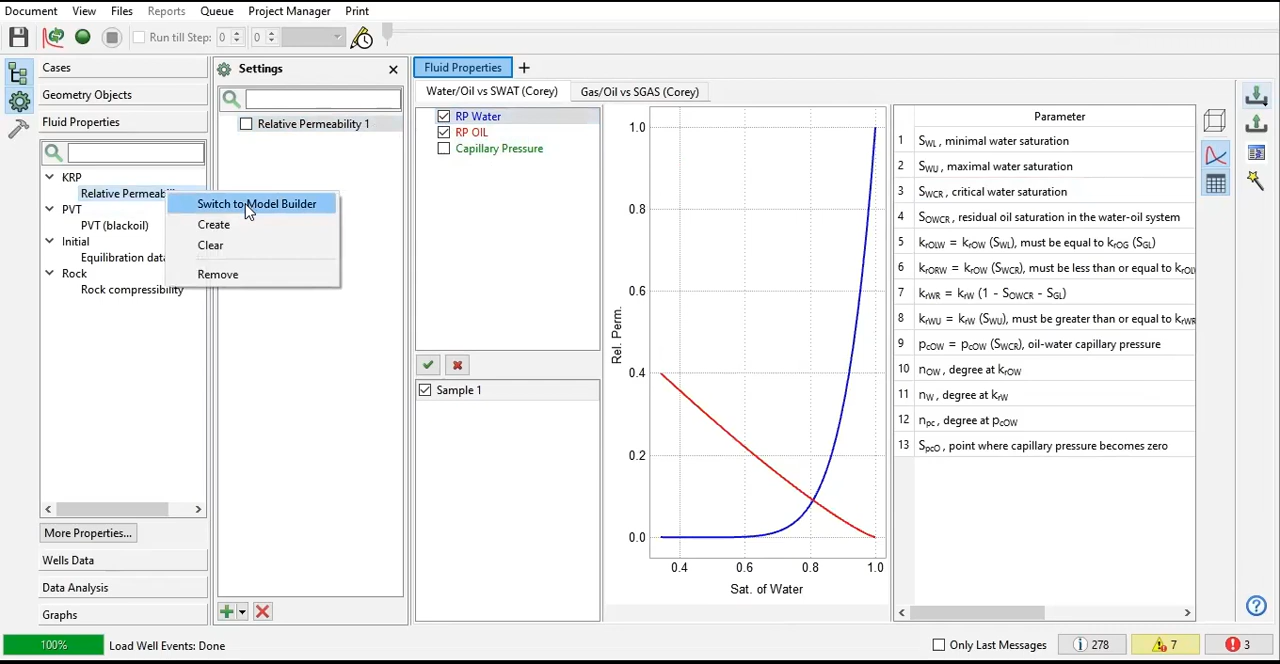 Document View Files Reports Queue Project Manager Print
Run till Step: 0 0
Cases
Geometry Objects
Fluid Properties
KRP
Relative Permeabili
PVT
PVT (blackoil)
Initial
Equilibration data
Rock
Rock compressibility
More Properties...
Wells Data
Data Analysis
Graphs
Settings
Relative Permeability 1
Switch to Model Builder
Create
Clear
Remove
Fluid Properties
Water/Oil vs SWAT (Corey) Gas/Oil vs SGAS (Corey)
RP Water
RP OIL
Capillary Pressure
Sample 1
Rel. Perm.
1.0
0.8
0.6
0.4
0.2
0.0
0.4 0.6 0.8 1.0
Sat. of Water
Parameter
1 SWL , minimal water saturation
2 SWU , maximal water saturation
3 SWCR , critical water saturation
4 SOWCR , residual oil saturation in the water-oil system
5 krOLW = krOW (SWL), must be equal to krOG (SGL)
6 krORW = krOW (SWCR), must be less than or equal to krOL
7 krWR = krW (1 - SOWCR - SGL)
8 krWU = krW (SWU), must be greater than or equal to krWR
9 pcOW = pcOW (SWCR), oil-water capillary pressure
10 nOW , degree at krOW
11 nW , degree at krW
12 npc , degree at pcOW
13 SpcO , point where capillary pressure becomes zero
100% Load Well Events: Done
Only Last Messages 278 7 3